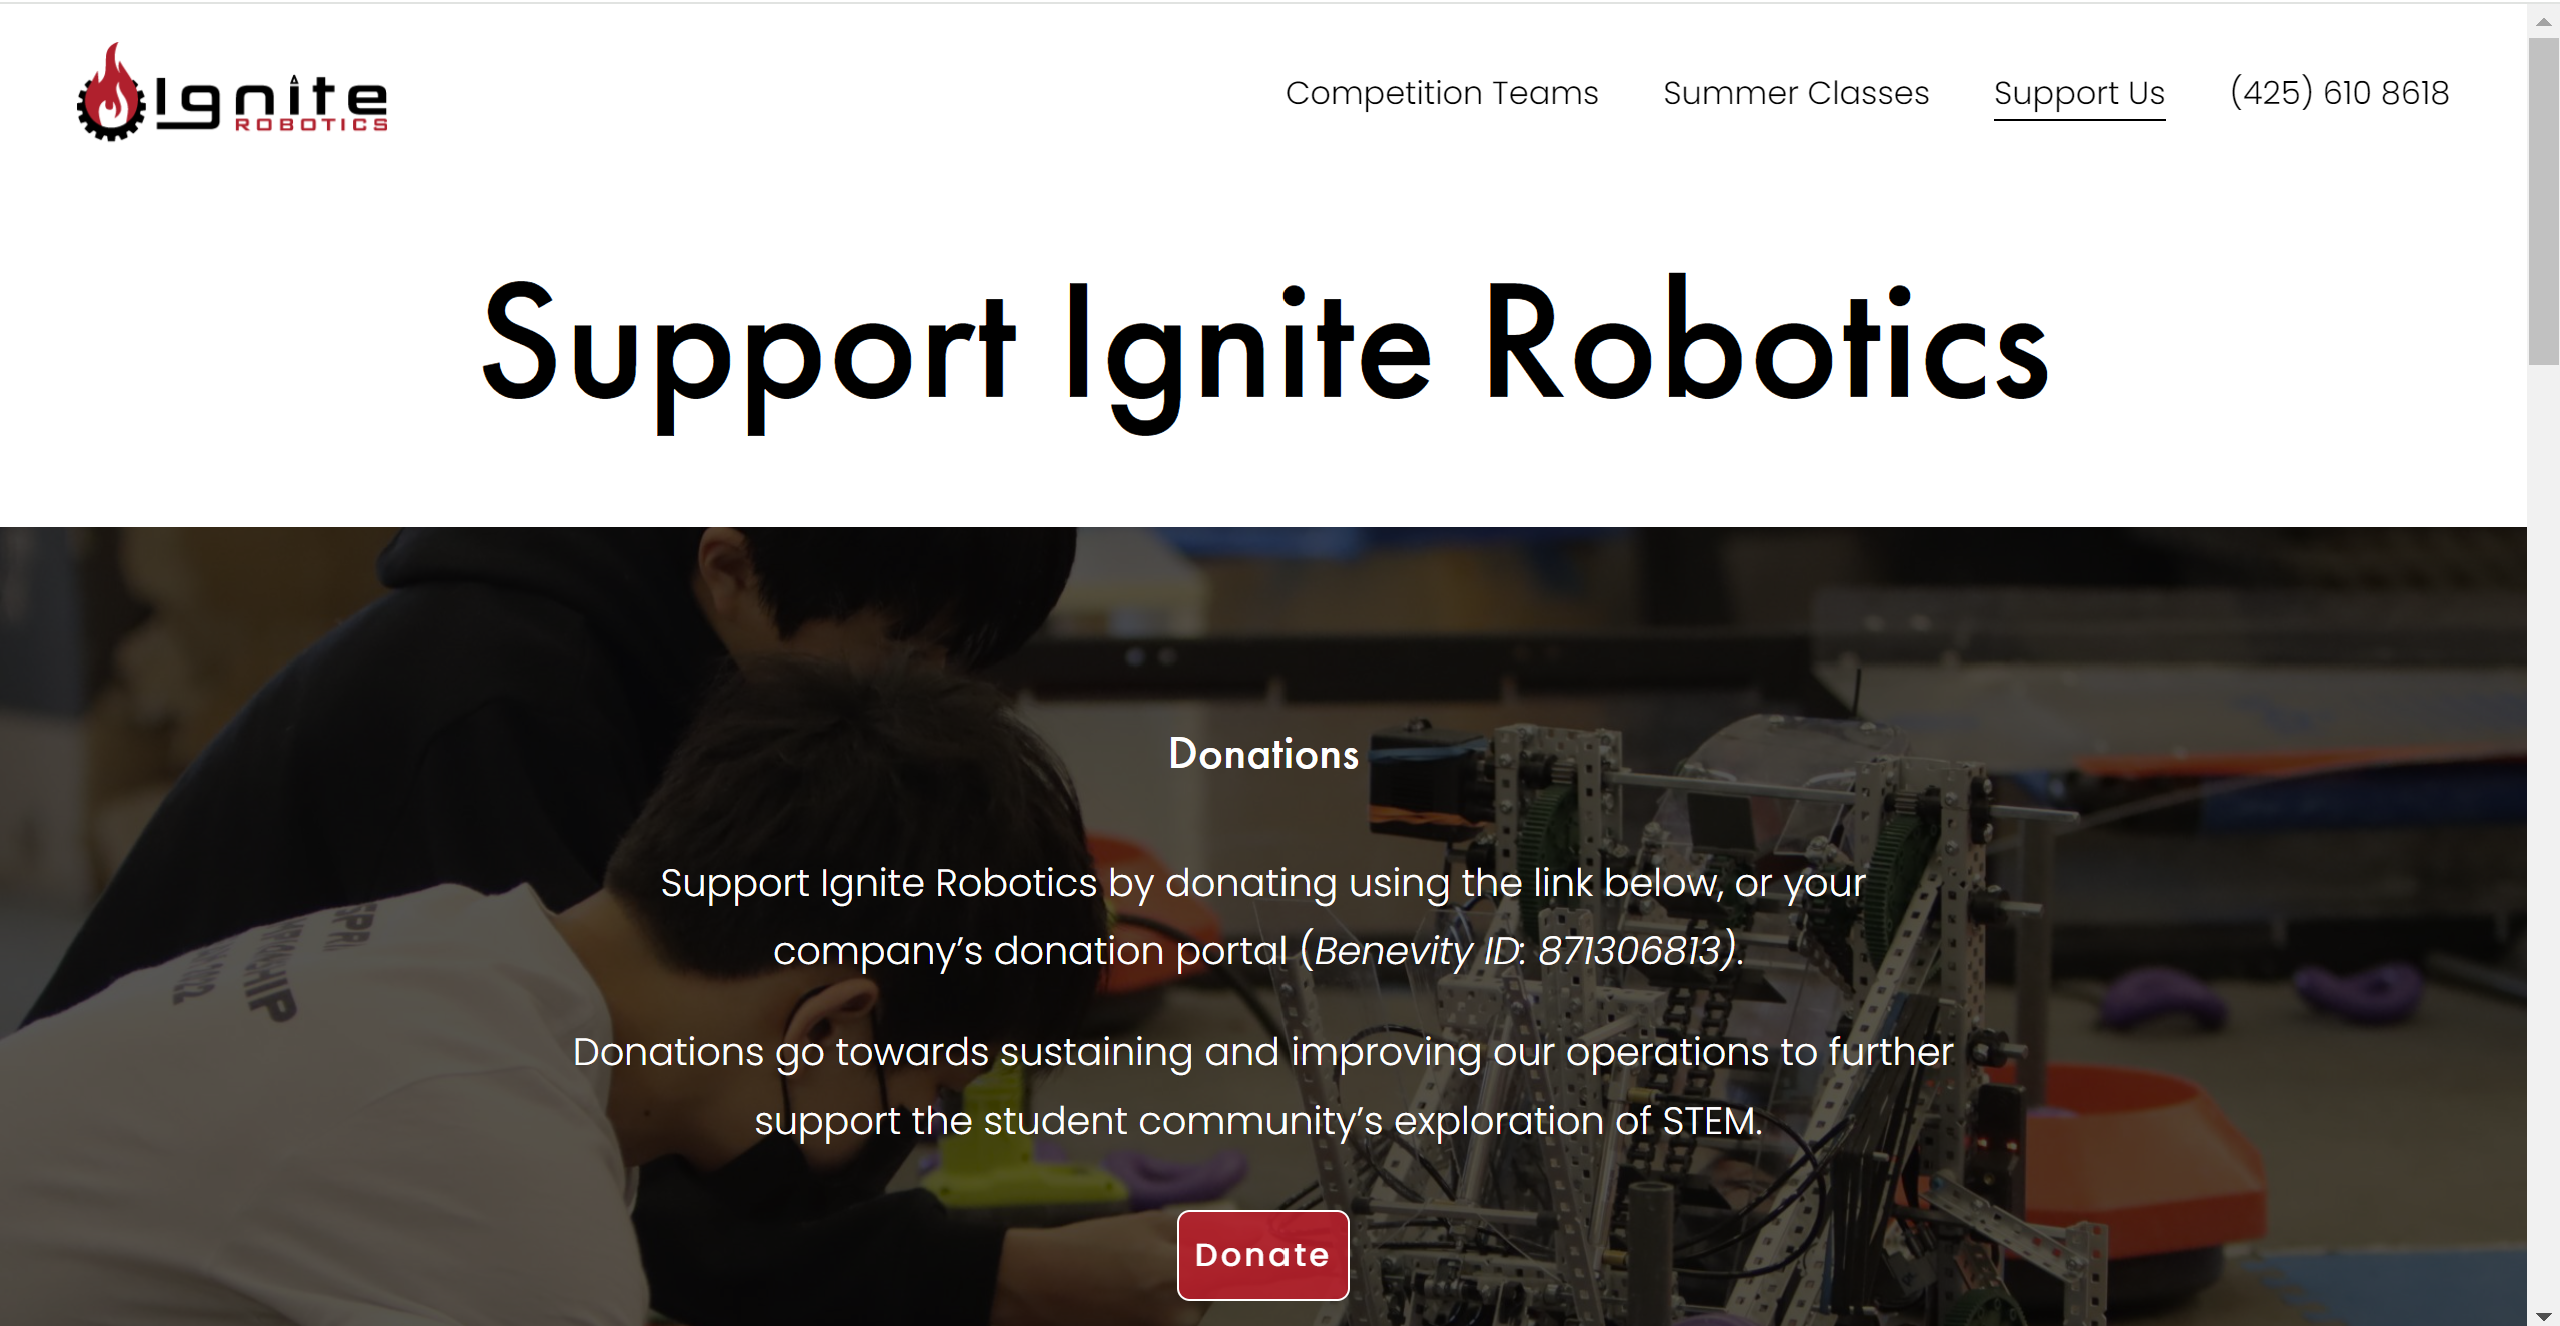 Ignite
ROBOTICS
Competition Teams
Summer Classes
Support Us
(425) 610 8618
Support Ignite Robotics
Donations
Support Ignite Robotics by donating using the link below, or your
company’s donation portal (Benevity ID: 871306813).
Donations go towards sustaining and improving our operations to further
support the student community’s exploration of STEM.
Donate